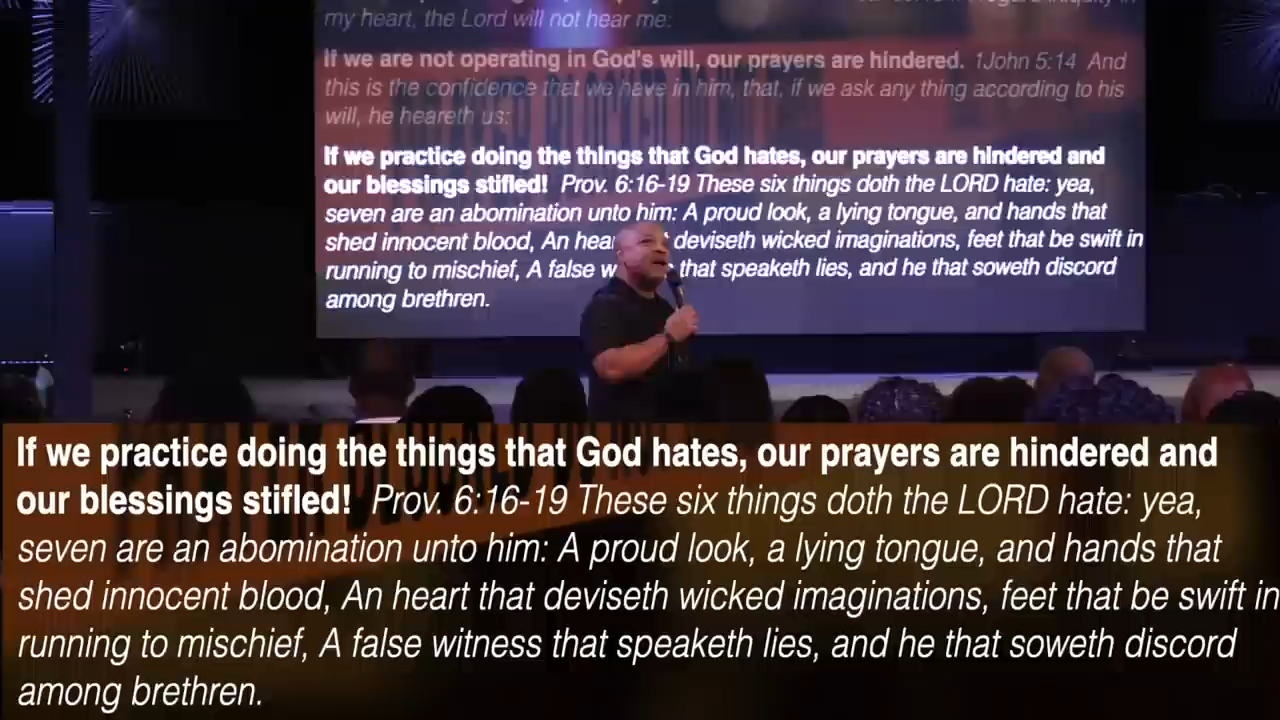 my heart, the Lord will not hear me:
If we are not operating in God's will, our prayers are hindered. 1John 5:14 And
this is the confidence that we have in him, that, if we ask any thing according to his
will, he heareth us:
If we practice doing the things that God hates, our prayers are hindered and
our blessings stifled! Prov. 6:16-19 These six things doth the LORD hate: yea,
seven are an abomination unto him: A proud look, a lying tongue, and hands that
shed innocent blood, An deviseth wicked imaginations, feet that be swift in
running to mischief, A false that speaketh lies, and he that soweth discord
among brethren.
If we practice doing the things that God hates, our prayers are hindered and
our blessings stifled! Prov. 6:16-19 These six things doth the LORD hate: yea,
seven are an abomination unto him: A proud look, a lying tongue, and hands that
shed innocent blood, An heart that deviseth wicked imaginations, feet that be swift in
running to mischief, A false witness that speaketh lies, and he that soweth discord
among brethren.